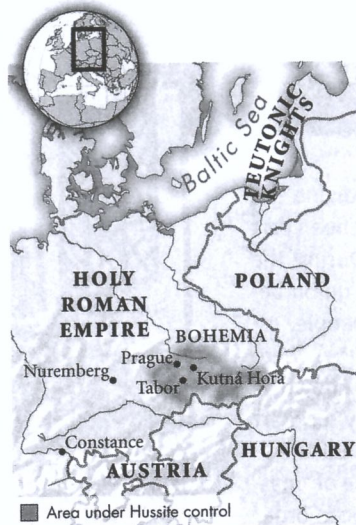 Baltic Sea
TEUTONIC
KNIGHTS
HOLY
ROMAN
EMPIRE
POLAND
BOHEMIA
Prague
Nuremberg
Kutná Hora
Tabor
Constance
HUNGARY
AUSTRIA
Area under Hussite control